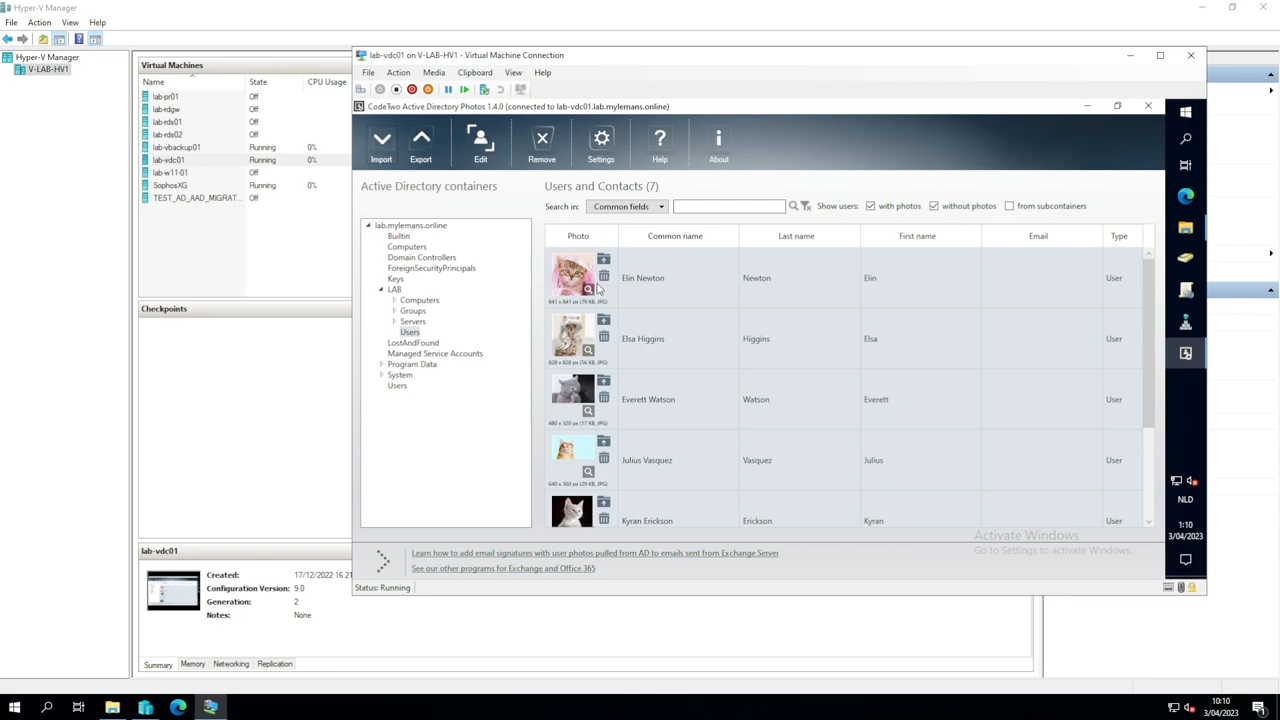 Hyper-V Manager
File Action View Help
Hyper-V Manager
V-LAB-HV1
Virtual Machines
Name State CPU Usage
lab-pr01 Off
lab-rdgw Off
lab-rds01 Off
lab-rds02 Off
lab-vbackup01 Running 0%
lab-vdc01 Running 0%
lab-w11-01 Off
SophosXG Running 0%
TEST_AD_AAD_MIGRAT... Off
Checkpoints
lab-vdc01
Created: 17/12/2022 16:21
Configuration Version: 9.0
Generation: 2
Notes: None
Summary Memory Networking Replication
lab-vdc01 on V-LAB-HV1 - Virtual Machine Connection
File Action Media Clipboard View Help
CodeTwo Active Directory Photos 1.4.0 (connected to lab-vdc01.lab.mylemans.online)
Import Export Edit Remove Settings Help About
Active Directory containers
lab.mylemans.online
Builtin
Computers
Domain Controllers
ForeignSecurityPrincipals
Keys
LAB
Computers
Groups
Servers
Users
LostAndFound
Managed Service Accounts
Program Data
System
Users
Users and Contacts (7)
Search in: Common fields Show users: with photos without photos from subcontainers
Photo Common name Last name First name Email Type
Elin Newton Newton Elin User
841 x 841 px (79 KB, JPG)
Elsa Higgins Higgins Elsa User
828 x 828 px (56 KB, JPG)
Everett Watson Watson Everett User
480 x 320 px (17 KB, JPG)
Julius Vasquez Vasquez Julius User
640 x 360 px (29 KB, JPG)
Kyran Erickson Erickson Kyran User
Activate Windows
Go to Settings to activate Windows.
Learn how to add email signatures with user photos pulled from AD to emails sent from Exchange Server
See our other programs for Exchange and Office 365
Status: Running
NLD
1:10
3/04/2023
10:10
3/04/2023
1